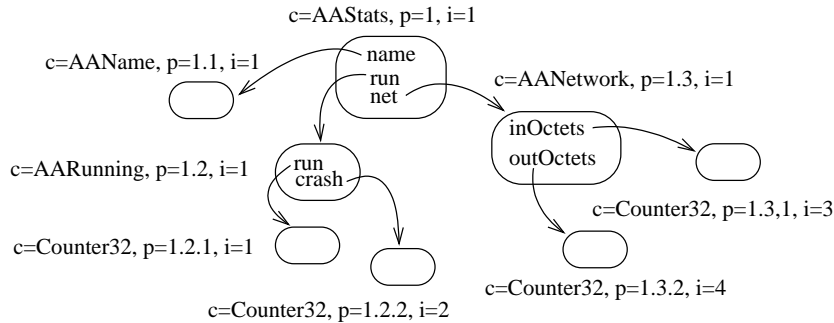 c=AAStats, p=1, i=1
name
run
net
c=AAName, p=1.1, i=1
c=AANetwork, p=1.3, i=1
inOctets
outOctets
c=AARunning, p=1.2, i=1
run
crash
c=Counter32, p=1.3,1, i=3
c=Counter32, p=1.2.1, i=1
c=Counter32, p=1.3.2, i=4
c=Counter32, p=1.2.2, i=2